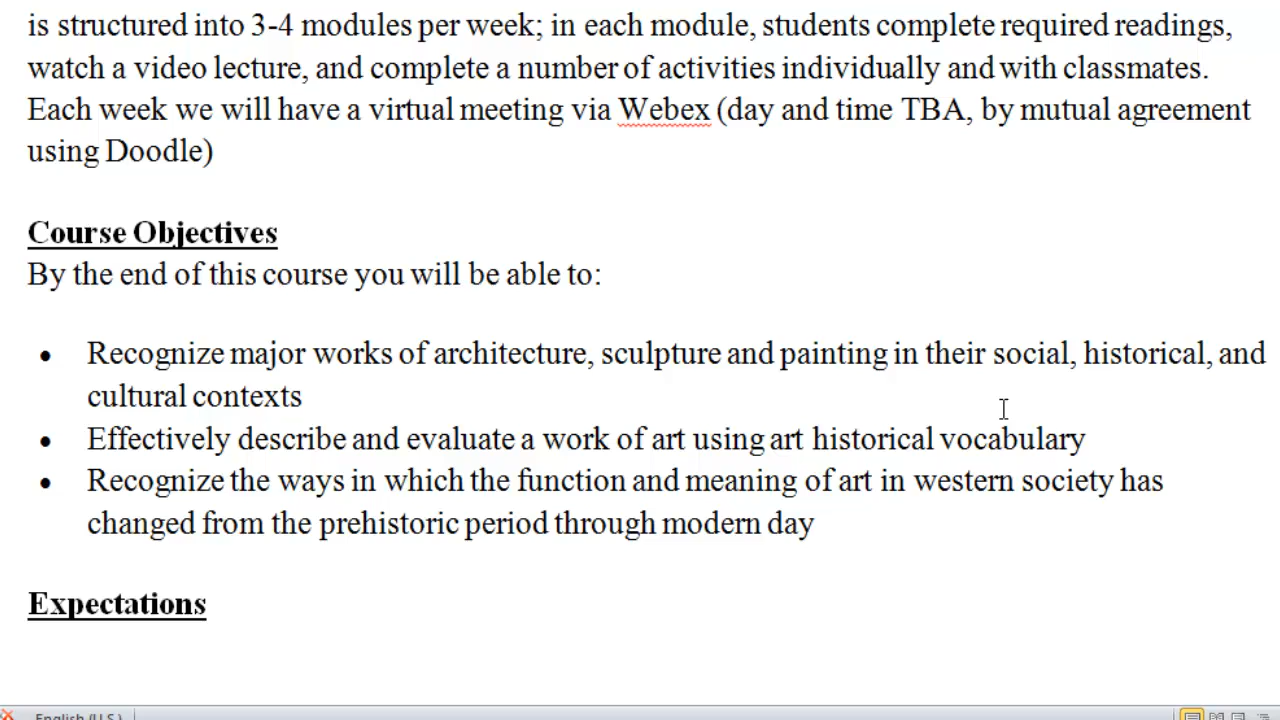 is structured into 3-4 modules per week; in each module, students complete required readings,
watch a video lecture, and complete a number of activities individually and with classmates.
Each week we will have a virtual meeting via Webex (day and time TBA, by mutual agreement
using Doodle)
Course Objectives
By the end of this course you will be able to:
• Recognize major works of architecture, sculpture and painting in their social, historical, and
cultural contexts
• Effectively describe and evaluate a work of art using art historical vocabulary
• Recognize the ways in which the function and meaning of art in western society has
changed from the prehistoric period through modern day
Expectations
English (U.S.)